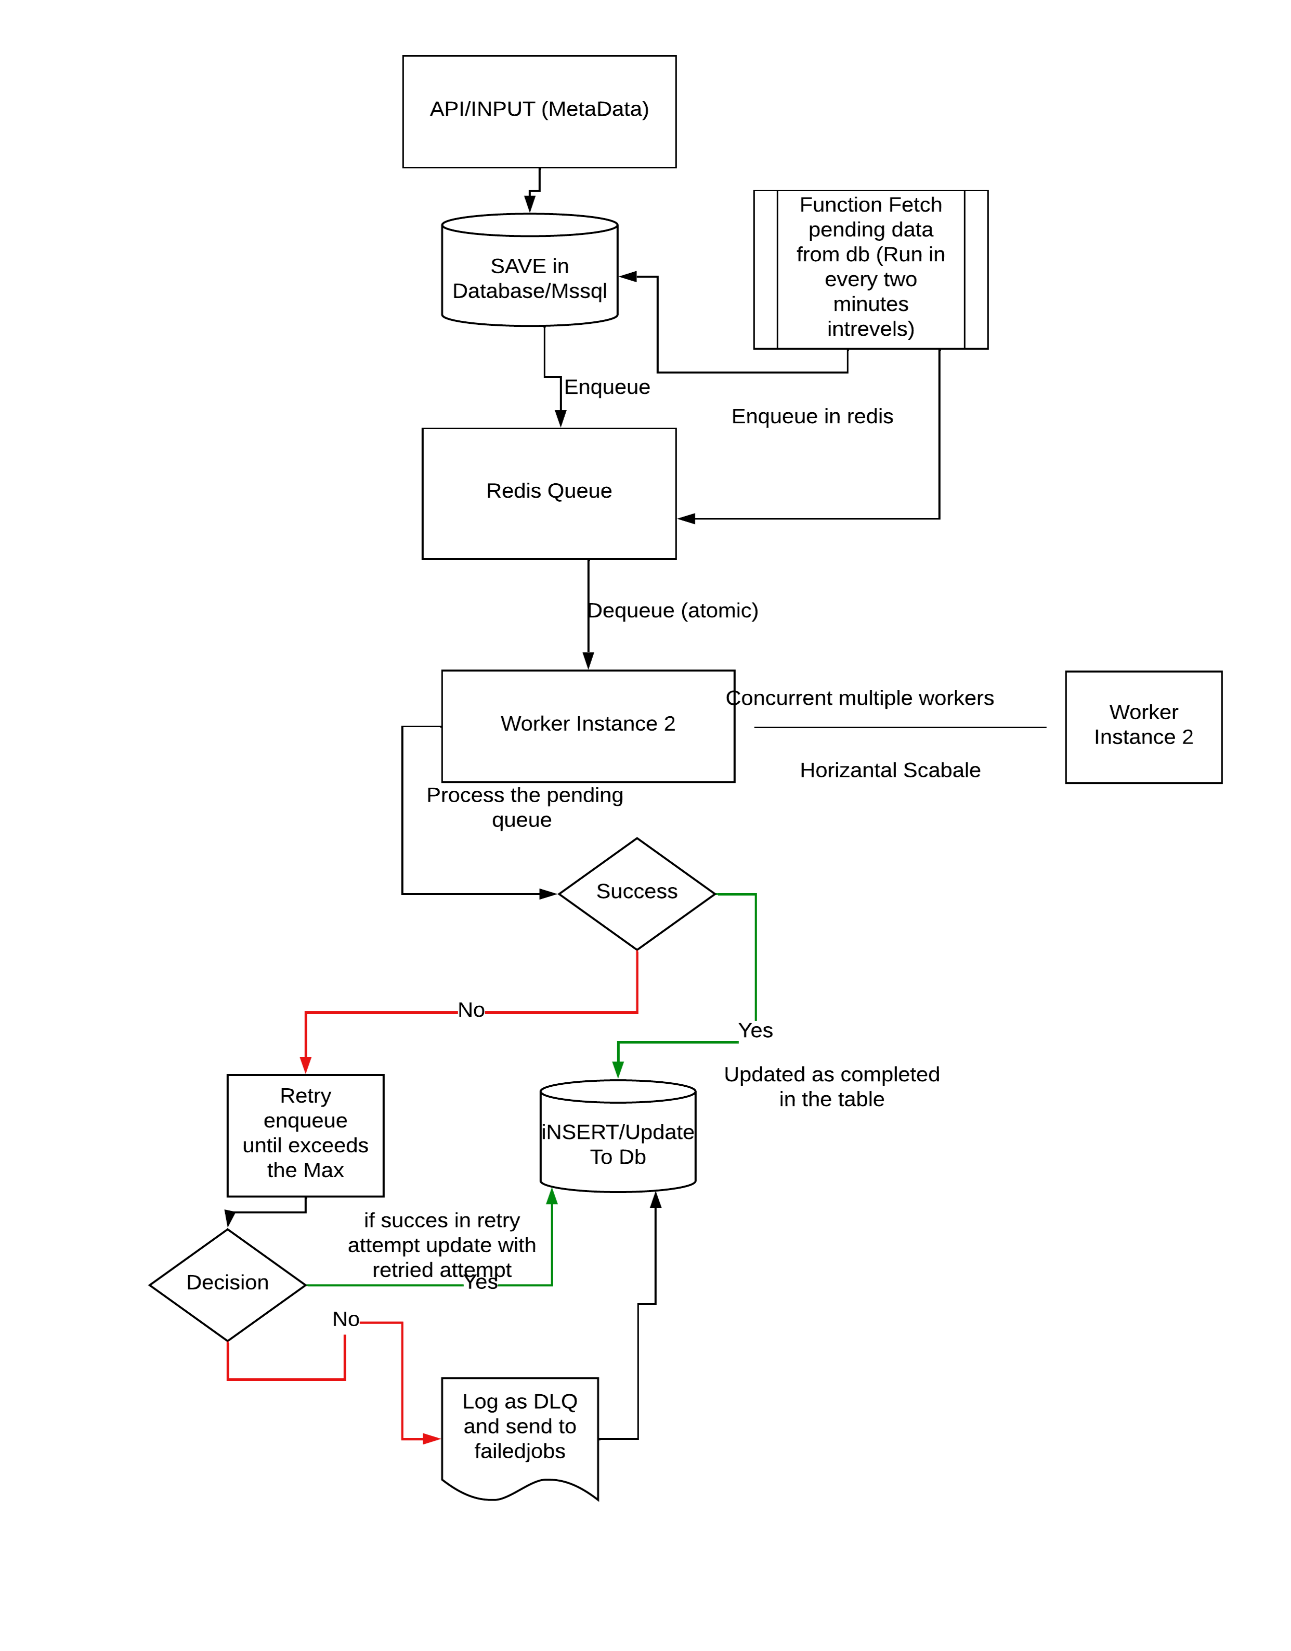 API/INPUT (MetaData)
Function Fetch
pending data
from db (Run in
every two
minutes
intrevels)
SAVE in
Database/Mssql
Enqueue
Enqueue in redis
Redis Queue
Dequeue (atomic)
Worker Instance 2
Concurrent multiple workers
Horizantal Scabale
Worker
Instance 2
Process the pending
queue
Success
No
Yes
Updated as completed
in the table
Retry
enqueue
until exceeds
the Max
iNSERT/Update
To Db
if succes in retry
attempt update with
retried attempt
Yes
Decision
No
Log as DLQ
and send to
failedjobs